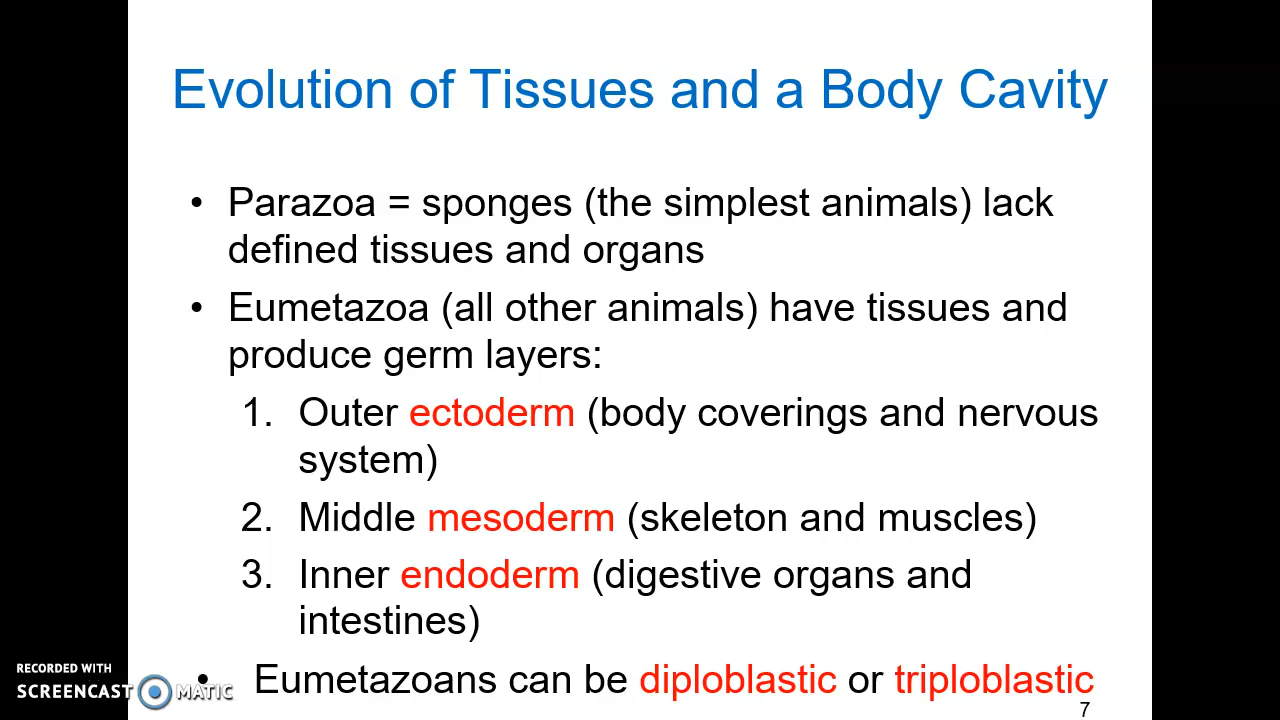 Evolution of Tissues and a Body Cavity
• Parazoa = sponges (the simplest animals) lack
defined tissues and organs
• Eumetazoa (all other animals) have tissues and
produce germ layers:
1. Outer ectoderm (body coverings and nervous
system)
2. Middle mesoderm (skeleton and muscles)
3. Inner endoderm (digestive organs and
intestines)
• Eumetazoans can be diploblastic or triploblastic
7
RECORDED WITH
SCREENCAST MATIC